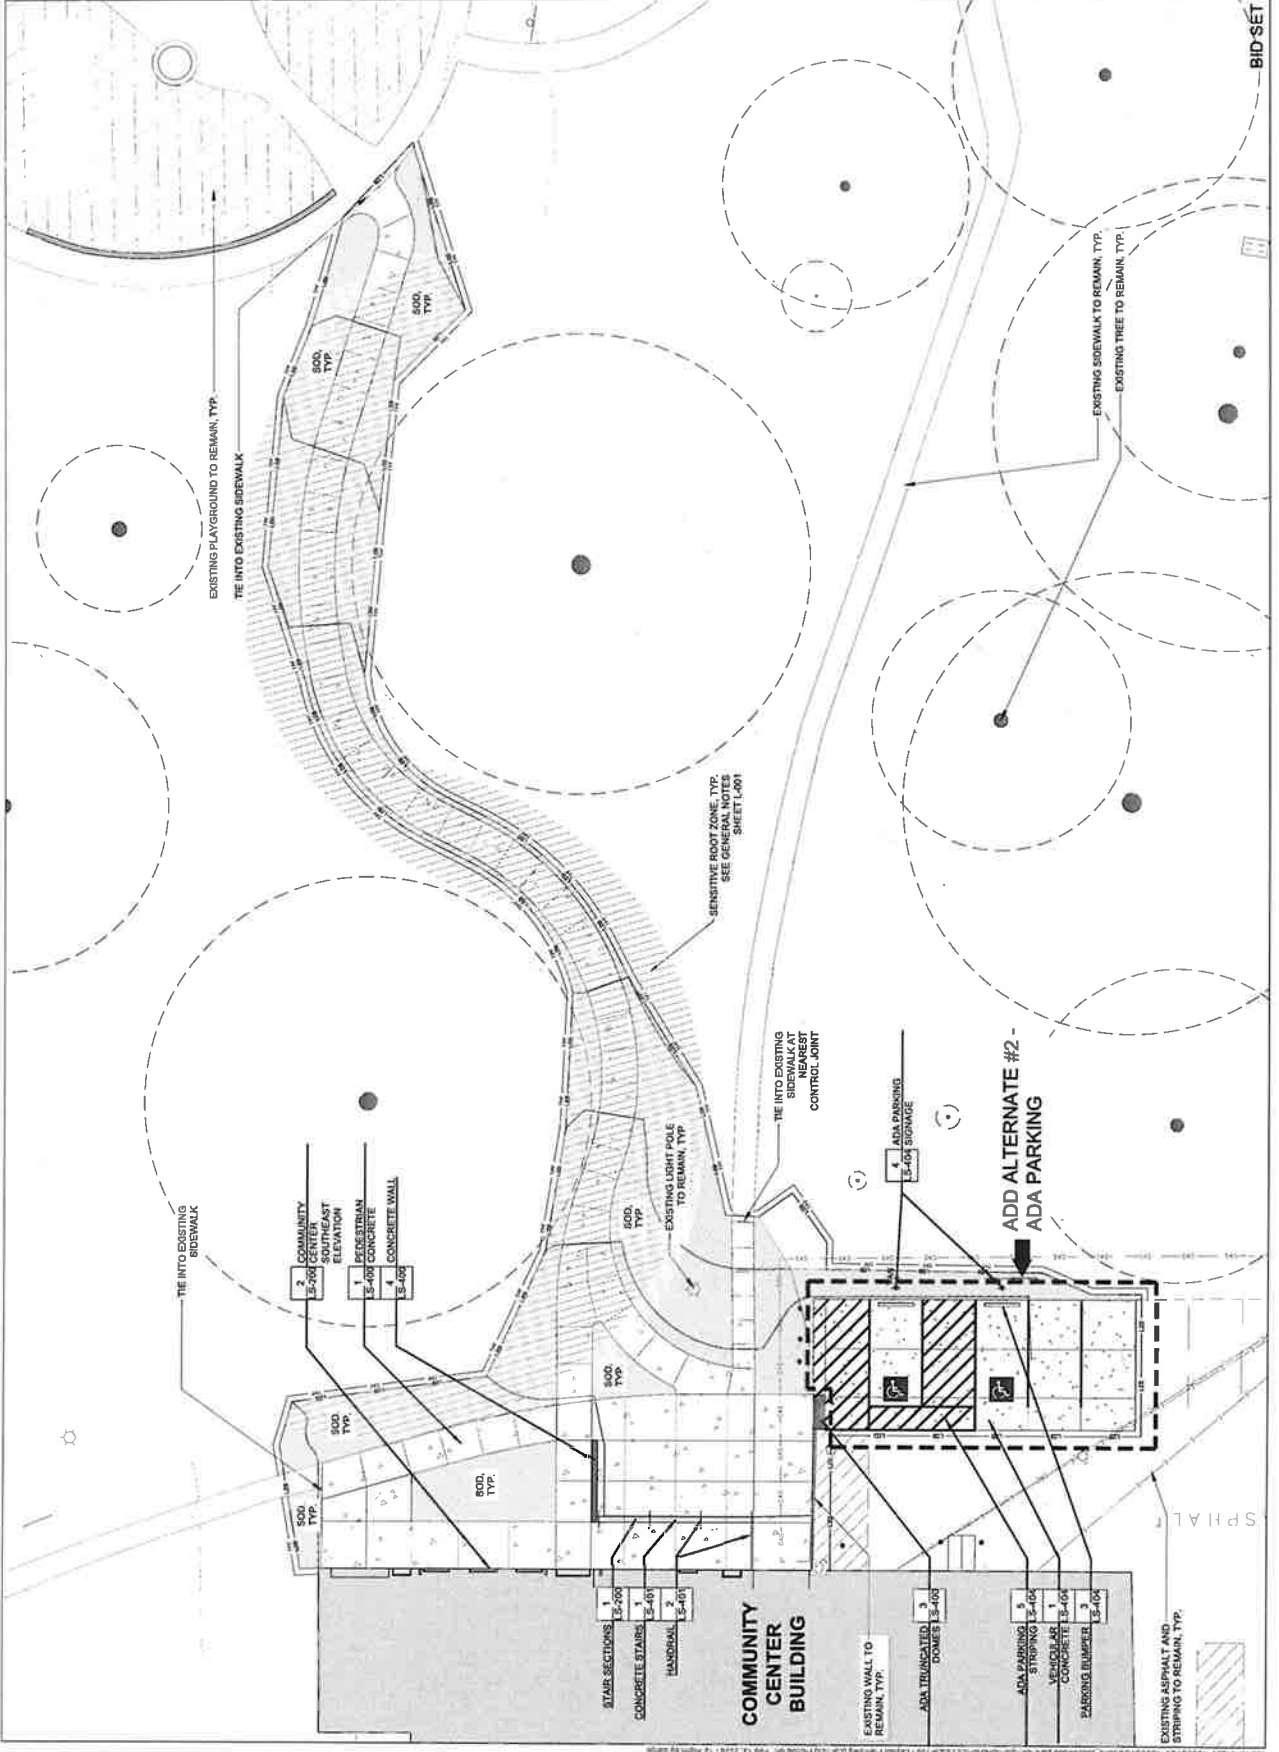 BID SET
EXISTING PLAYGROUND TO REMAIN, TYP.
TIE INTO EXISTING SIDEWALK
SOD,
TYP.
SOD,
TYP.
EXISTING SIDEWALK TO REMAIN, TYP.
EXISTING TREE TO REMAIN, TYP.
SENSITIVE ROOT ZONE, TYP.
SEE GENERAL NOTES
SHEET L-001
TIE INTO EXISTING
SIDEWALK
2
LS-200
COMMUNITY
CENTER
SOUTHEAST
ELEVATION
1
LS-400
PEDESTRIAN
CONCRETE
4
LS-400
CONCRETE WALL
SOD,
TYP.
EXISTING LIGHT POLE
TO REMAIN, TYP.
TIE INTO EXISTING
SIDEWALK AT
NEAREST
CONTROL JOINT
4
LS-404
ADA PARKING
SIGNAGE
ADD ALTERNATE #2 -
ADA PARKING
SOD
TYP.
SOD
TYP.
SOD,
TYP.
SOD
TYP.
STAIR SECTIONS
1
LS-200
CONCRETE STAIRS
1
LS-401
HANDRAIL
2
LS-401
COMMUNITY
CENTER
BUILDING
EXISTING WALL TO
REMAIN, TYP.
ADA TRUNCATED
DOMES
3
LS-400
ADA PARKING
STRIPING
5
LS-404
VEHICULAR
CONCRETE
1
LS-404
PARKING BUMPER
3
LS-404
EXISTING ASPHALT AND
STRIPING TO REMAIN, TYP.
SPHAL